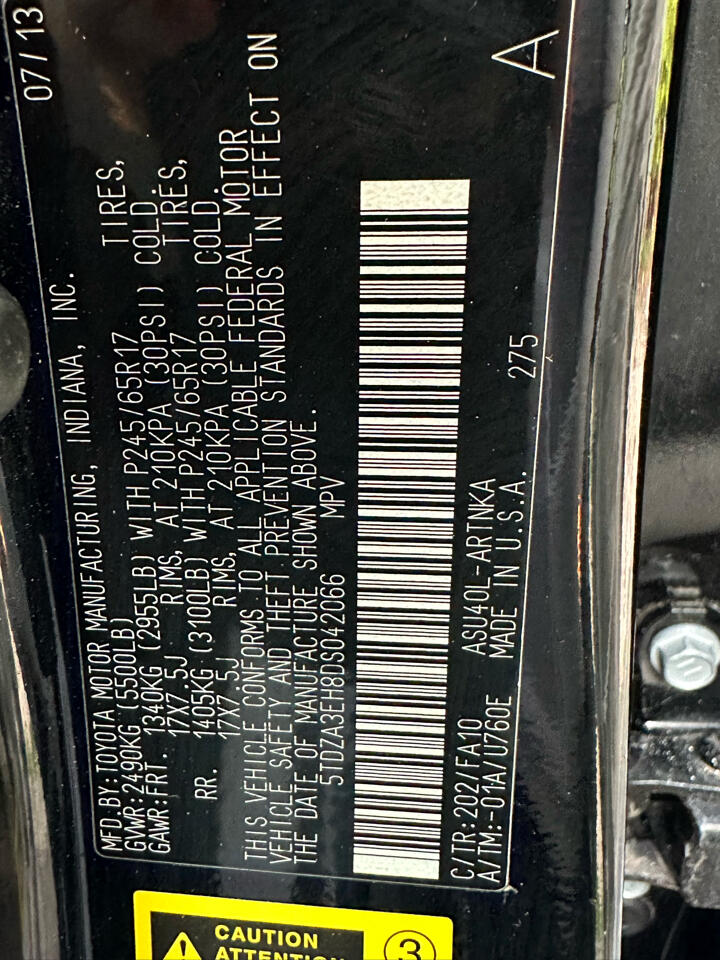 MFD.BY:TOYOTA MOTOR MANUFACTURING, INDIANA, INC. 07/13
GVWR:2490KG (5500LB)
GAWR:FRT. 1340KG (2955LB) WITH P245/65R17 TIRES,
17X7.5J RIMS, AT 210KPA (30PSI) COLD.
RR. 1405KG (3100LB) WITH P245/65R17 TIRES,
17X7.5J RIMS, AT 210KPA (30PSI) COLD.
THIS VEHICLE CONFORMS TO ALL APPLICABLE FEDERAL MOTOR
VEHICLE SAFETY AND THEFT PREVENTION STANDARDS IN EFFECT ON
THE DATE OF MANUFACTURE SHOWN ABOVE.
5TDZA3EH8DS042066 MPV
C/TR:202/FA10 ASU40L-ARTNKA
A/TM:-01A/U760E MADE IN U.S.A. 275 A
CAUTION
ATTENTION
3